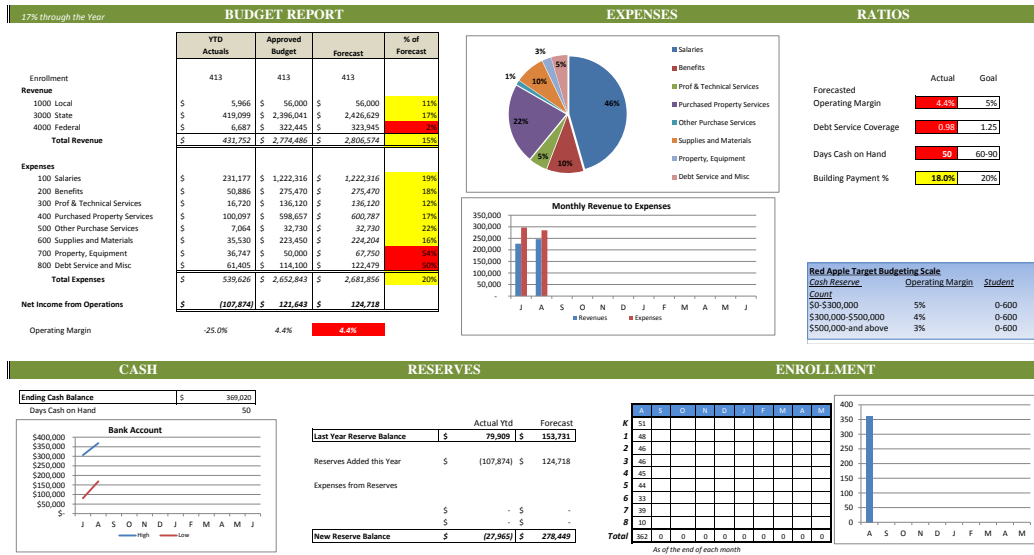 17% through the Year BUDGET REPORT EXPENSES RATIOS
YTD Approved % of
Actuals Budget Forecast Forecast
Enrollment 413 413 413
Revenue
1000 Local $ 5,966 $ 56,000 $ 56,000 11%
3000 State $ 419,099 $ 2,396,041 $ 2,426,629 17%
4000 Federal $ 6,687 $ 322,445 $ 323,945 2%
Total Revenue $ 431,752 $ 2,774,486 $ 2,806,574 15%
Expenses
100 Salaries $ 231,177 $ 1,222,316 $ 1,222,316 19%
200 Benefits $ 50,886 $ 275,470 $ 275,470 18%
300 Prof & Technical Services $ 16,720 $ 136,120 $ 136,120 12%
400 Purchased Property Services $ 100,097 $ 598,657 $ 600,787 17%
500 Other Purchase Services $ 7,064 $ 32,730 $ 32,730 22%
600 Supplies and Materials $ 35,530 $ 223,450 $ 224,204 16%
700 Property, Equipment $ 36,747 $ 50,000 $ 67,750 54%
800 Debt Service and Misc $ 61,405 $ 114,100 $ 122,479 50%
Total Expenses $ 539,626 $ 2,652,843 $ 2,681,856 20%
Net Income from Operations $ (107,874) $ 121,643 $ 124,718
Operating Margin -25.0% 4.4% 4.4%
3%
5%
1%
10%
46%
22%
5%
10%
Salaries
Benefits
Prof & Technical Services
Purchased Property Services
Other Purchase Services
Supplies and Materials
Property, Equipment
Debt Service and Misc
Monthly Revenue to Expenses
350,000
300,000
250,000
200,000
150,000
100,000
50,000
-
J A S O N D J F M A M J
Revenues Expenses
Actual Goal
Forecasted
Operating Margin 4.4% 5%
Debt Service Coverage 0.98 1.25
Days Cash on Hand 50 60-90
Building Payment % 18.0% 20%
Red Apple Target Budgeting Scale
Cash Reserve Operating Margin Student
Count
$0-$300,000 5% 0-600
$300,000-$500,000 4% 0-600
$500,000-and above 3% 0-600
CASH RESERVES ENROLLMENT
Ending Cash Balance $ 369,020
Days Cash on Hand 50
Bank Account
$400,000
$350,000
$300,000
$250,000
$200,000
$150,000
$100,000
$50,000
$-
J A S O N D J F M A M J
High Low
Actual Ytd Forecast
Last Year Reserve Balance $ 79,909 $ 153,731
Reserves Added this Year $ (107,874) $ 124,718
Expenses from Reserves
$ - $ -
$ - $ -
New Reserve Balance $ (27,965) $ 278,449
A S O N D J F M A M
K 51
1 48
2 46
3 46
4 45
5 44
6 33
7 39
8 10
Total 362 0 0 0 0 0 0 0 0 0
As of the end of each month
400
350
300
250
200
150
100
50
0
A S O N D J F M A M